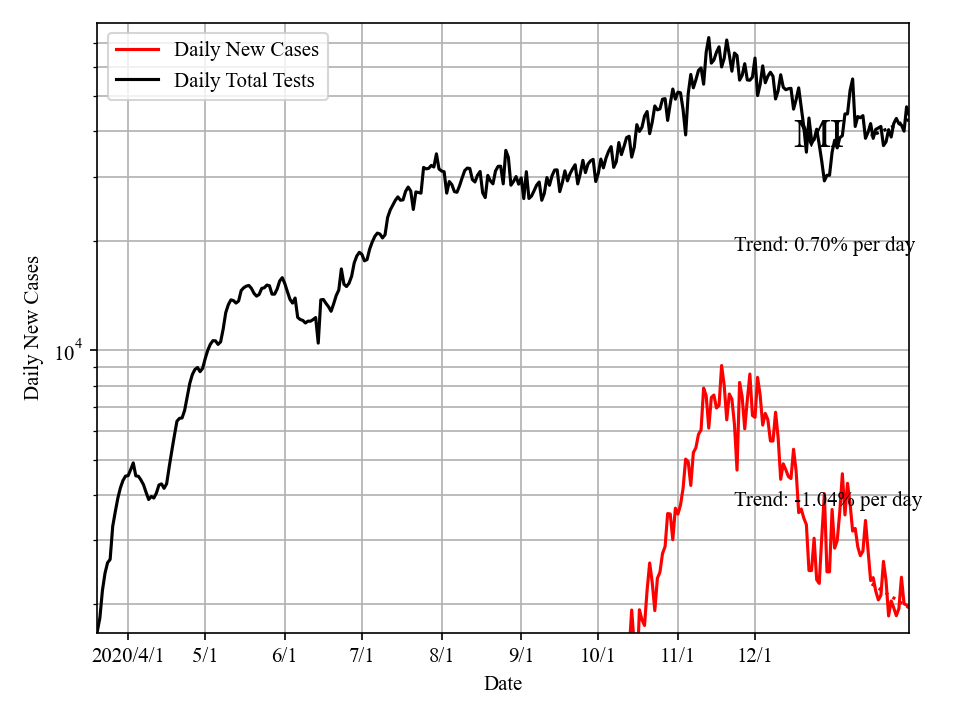 Daily New Cases
Daily Total Tests
MI
Trend: 0.70% per day
Trend: -1.04% per day
10^4
Daily New Cases
2020/4/1 5/1 6/1 7/1 8/1 9/1 10/1 11/1 12/1
Date